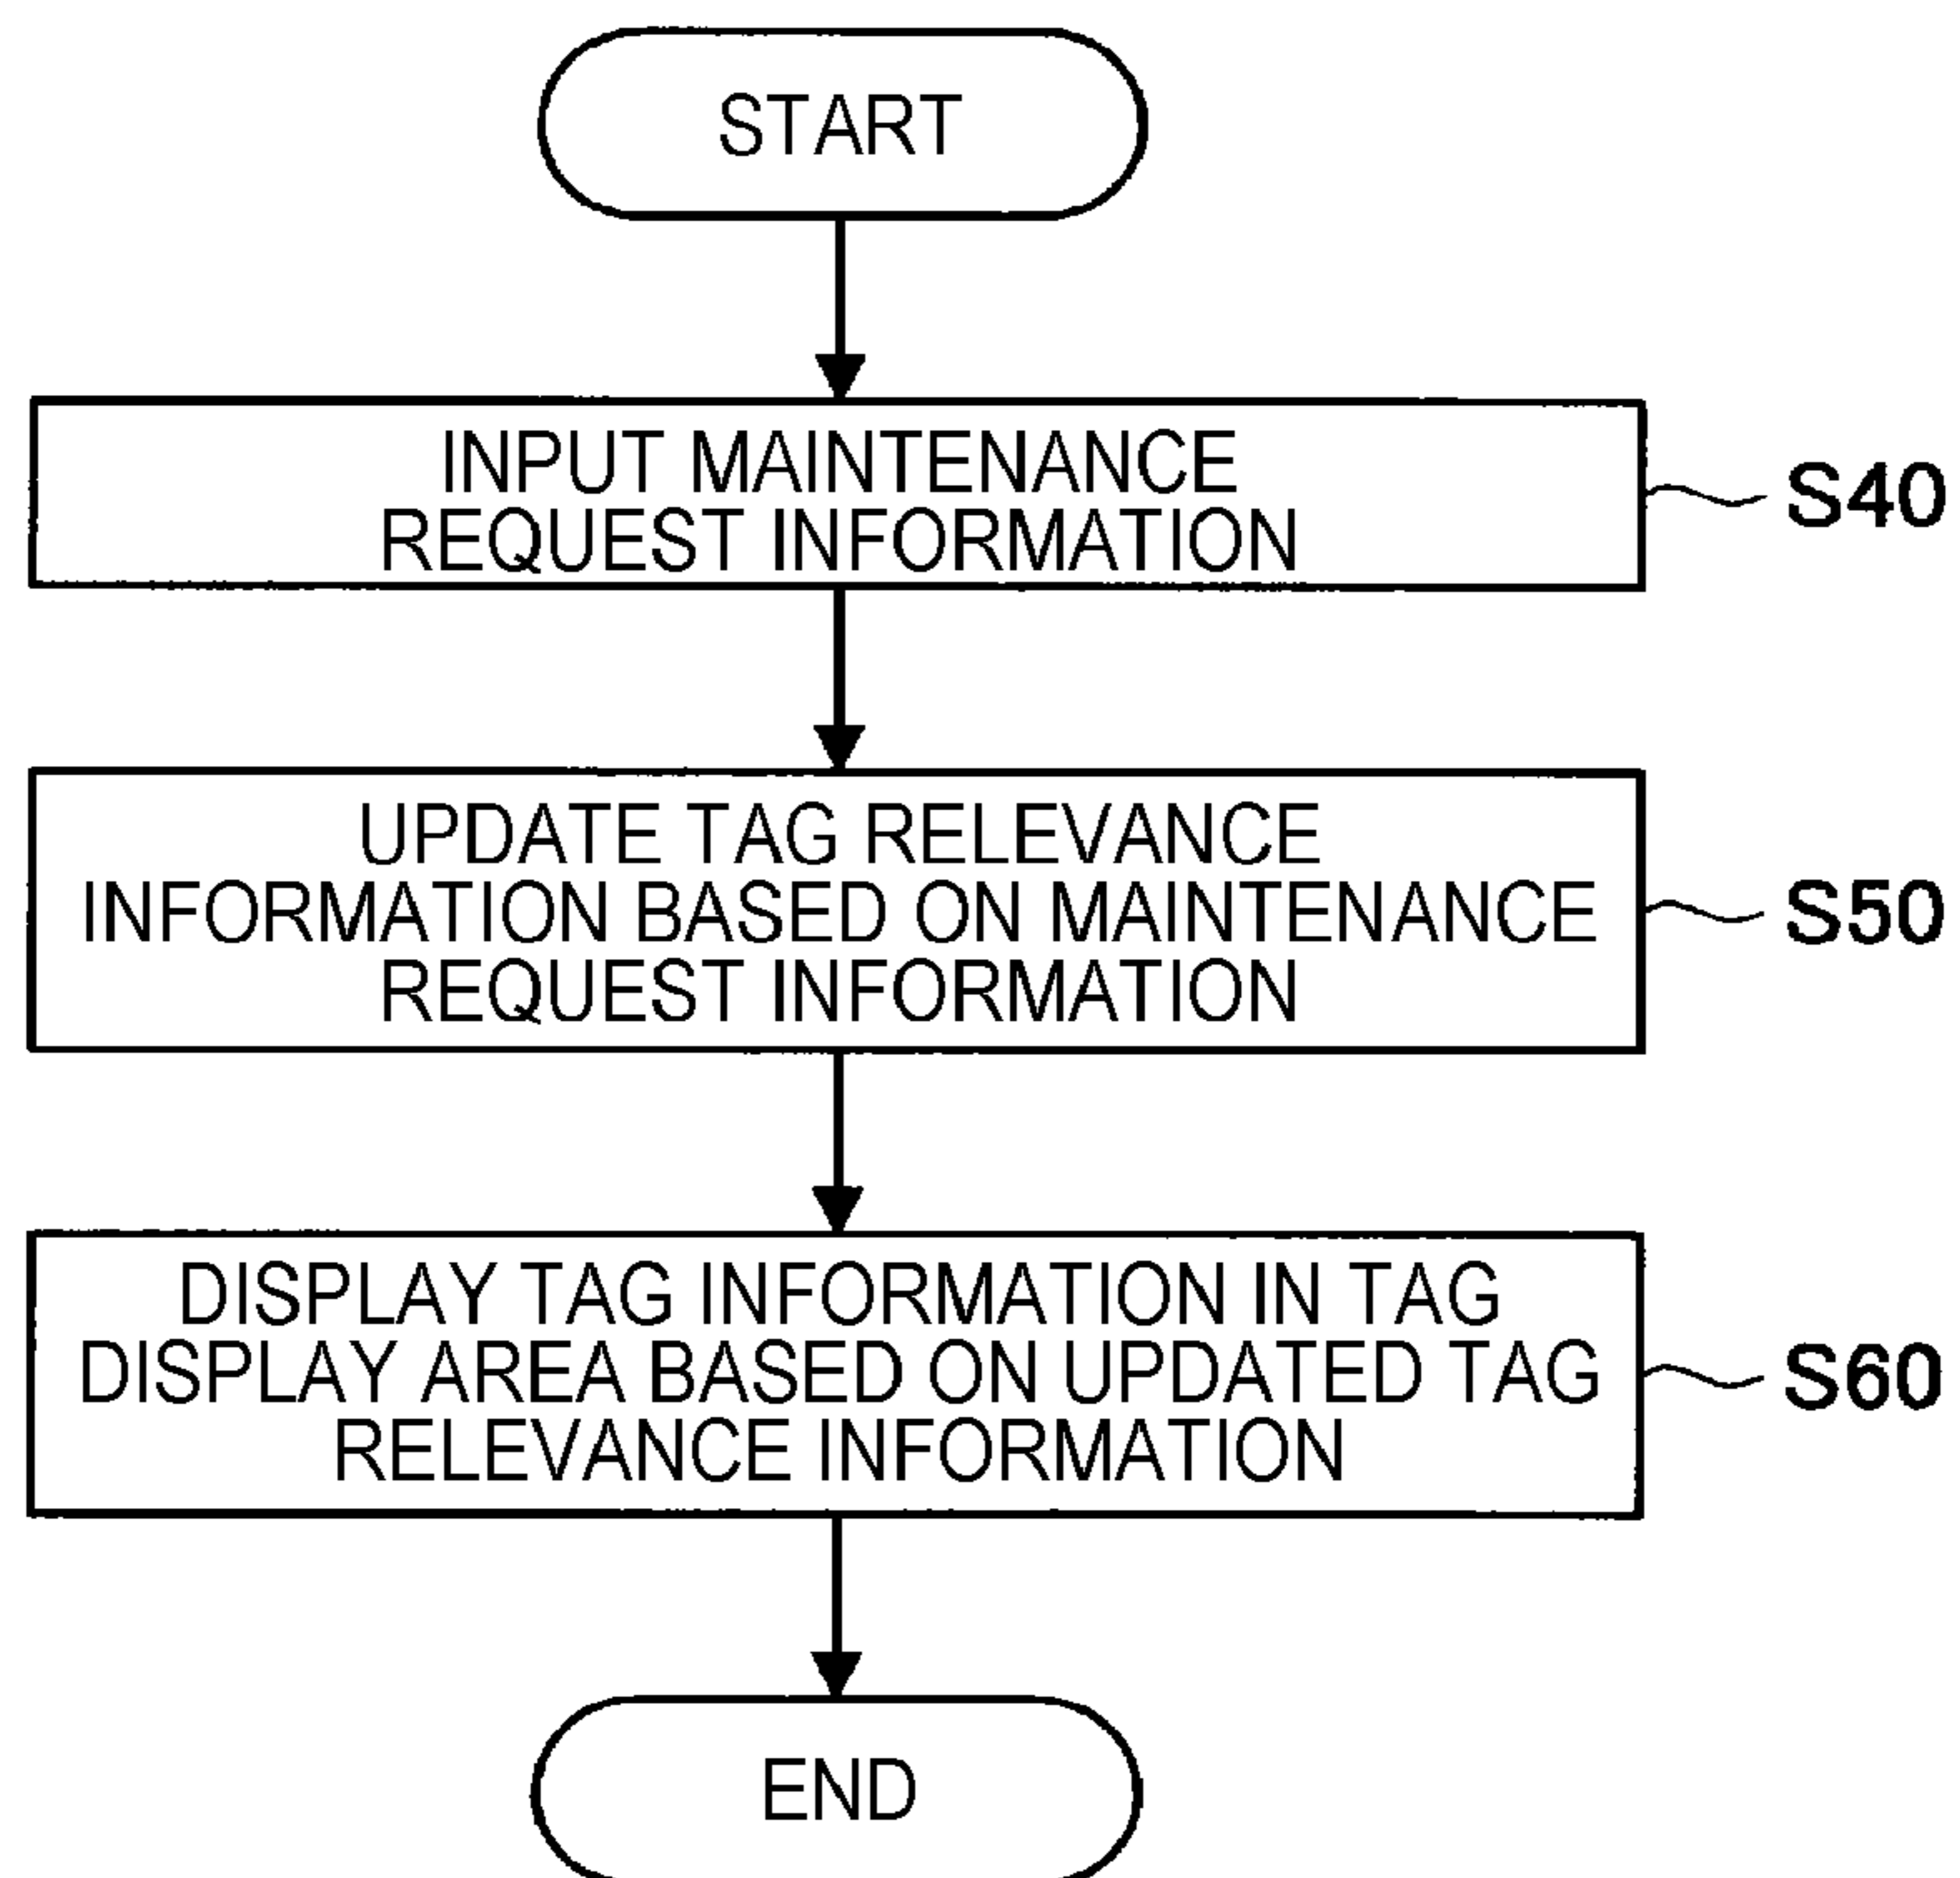 START
INPUT MAINTENANCE
REQUEST INFORMATION
S40
UPDATE TAG RELEVANCE
INFORMATION BASED ON MAINTENANCE
REQUEST INFORMATION
S50
DISPLAY TAG INFORMATION IN TAG
DISPLAY AREA BASED ON UPDATED TAG
RELEVANCE INFORMATION
S60
END